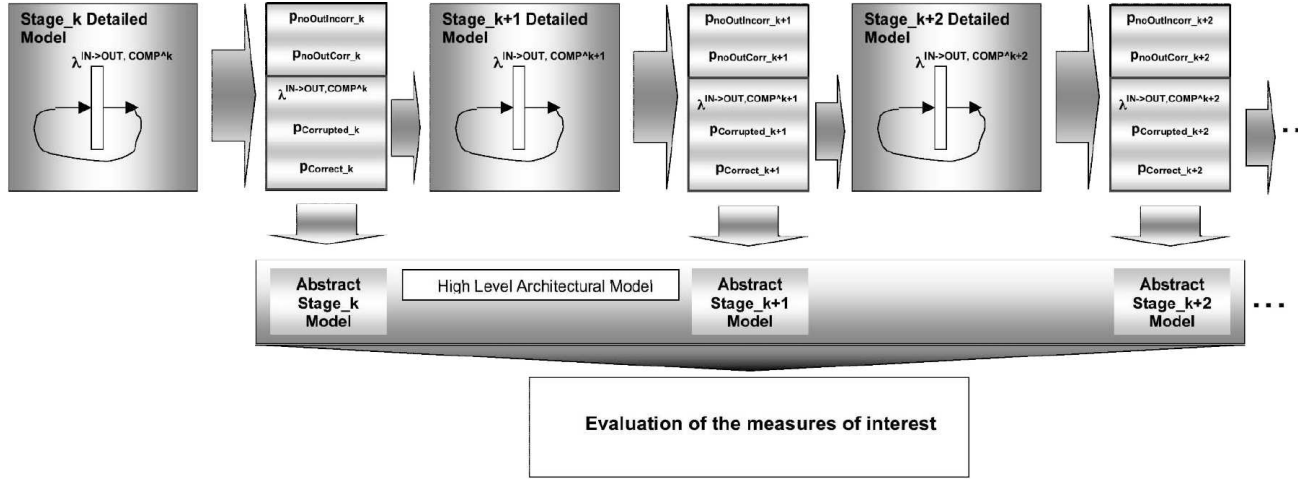 Stage_k Detailed
Model
λIN->OUT, COMP^k
pnoOutIncorr_k
pnoOutCorr_k
λIN->OUT,COMP^k
pCorrupted_k
pCorrect_k
Stage_k+1 Detailed
Model
λIN->OUT, COMP^k+1
pnoOutIncorr_k+1
pnoOutCorr_k+1
λIN->OUT,COMP^k+1
pCorrupted_k+1
pCorrect_k+1
Stage_k+2 Detailed
Model
λIN->OUT, COMP^k+2
pnoOutIncorr_k+2
pnoOutCorr_k+2
λIN->OUT,COMP^k+2
pCorrupted_k+2
pCorrect_k+2
...
Abstract
Stage_k
Model
High Level Architectural Model
Abstract
Stage_k+1
Model
Abstract
Stage_k+2
Model
...
Evaluation of the measures of interest